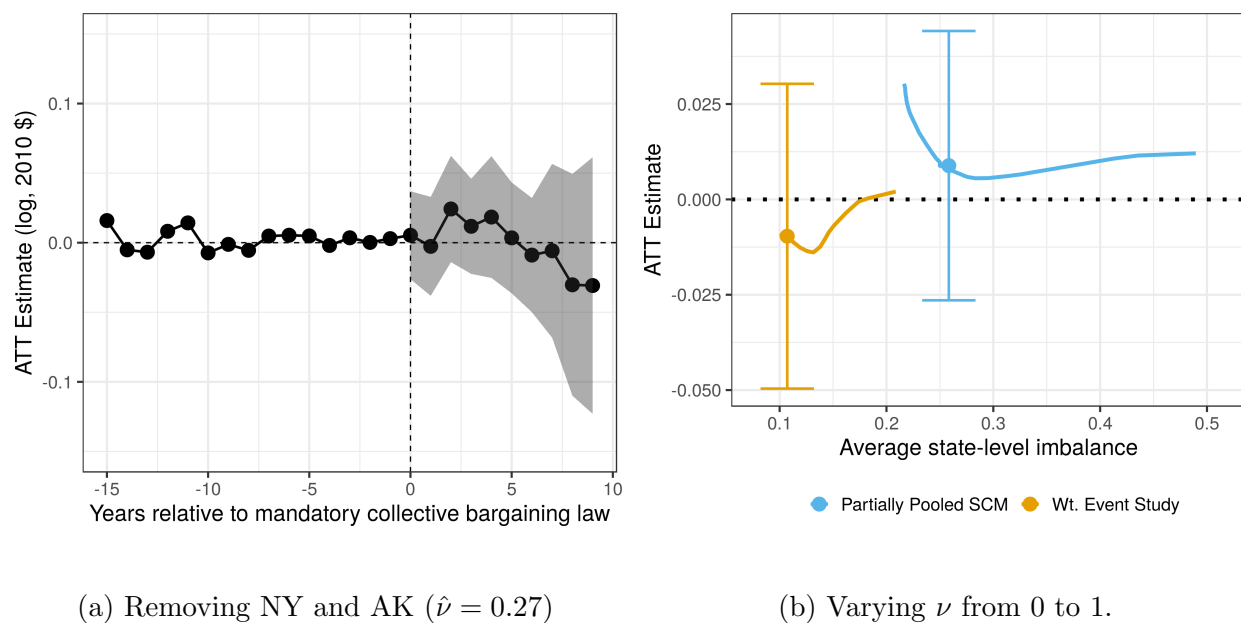 0.1
0.0
-0.1
ATT Estimate (log, 2010 $)
-15
-10
-5
0
5
10
Years relative to mandatory collective bargaining law
(a) Removing NY and AK (ν̂ = 0.27)
0.025
0.000
-0.025
-0.050
ATT Estimate
0.1
0.2
0.3
0.4
0.5
Average state-level imbalance
Partially Pooled SCM
Wt. Event Study
(b) Varying ν from 0 to 1.